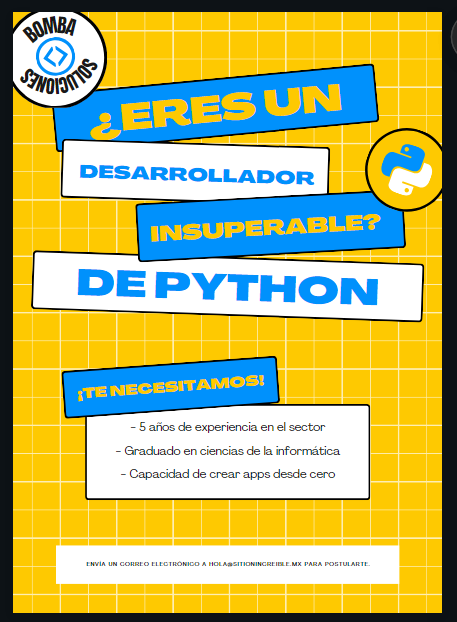 BOMBA
SOLUCIONES
¿ERES UN
DESARROLLADOR
INSUPERABLE?
DE PYTHON
¡TE NECESITAMOS!
- 5 años de experiencia en el sector
- Graduado en ciencias de la informática
- Capacidad de crear apps desde cero
ENVÍA UN CORREO ELECTRÓNICO A HOLA@SITIONINCREIBLE.MX PARA POSTULARTE.